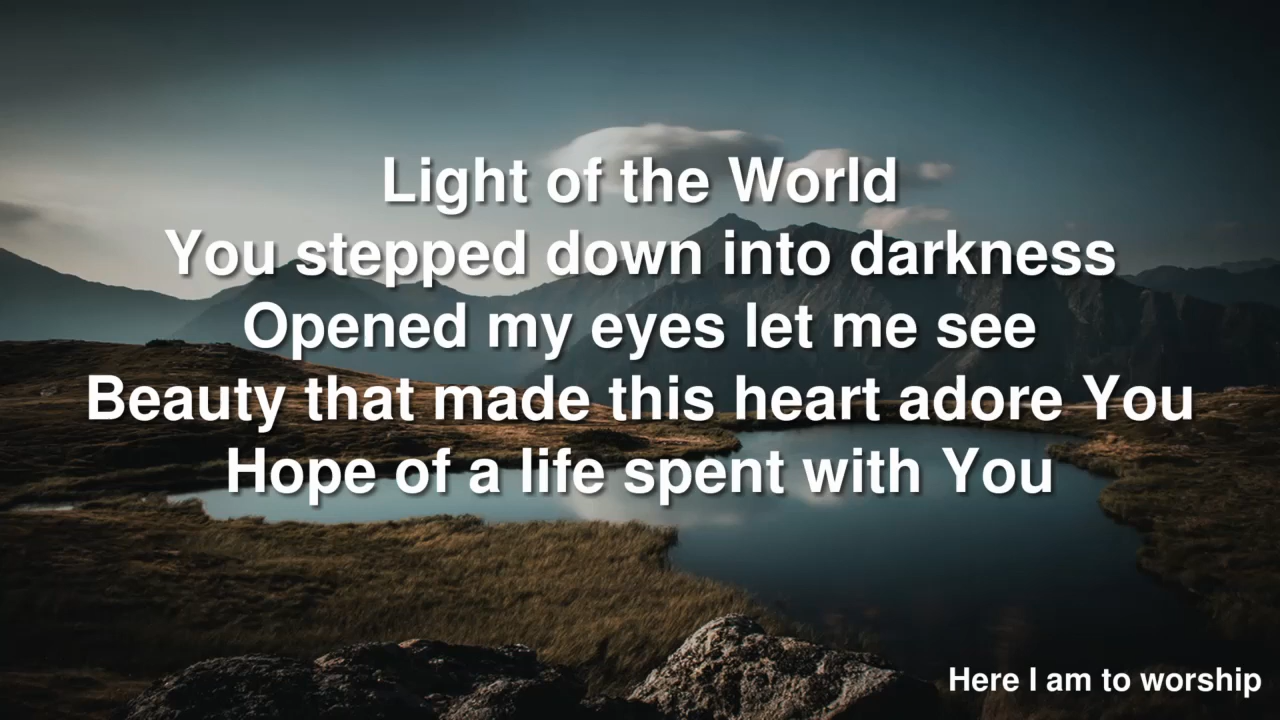 Light of the World
You stepped down into darkness
Opened my eyes let me see
Beauty that made this heart adore You
Hope of a life spent with You
Here I am to worship